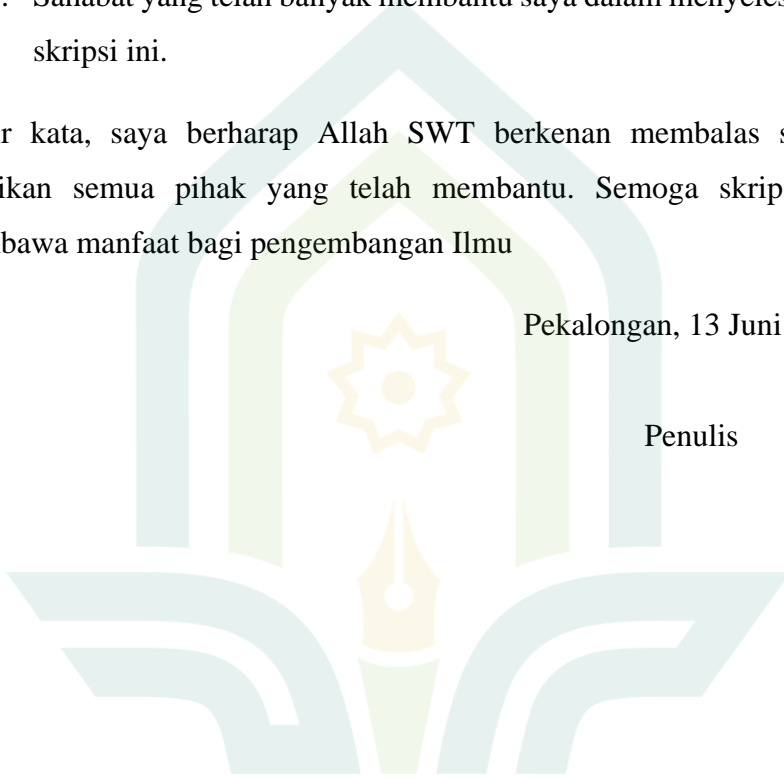 . Sahabat yang telah banyak membantu saya dalam menyeles
skripsi ini.
r kata, saya berharap Allah SWT berkenan membalas s
ikan semua pihak yang telah membantu. Semoga skrip
bawa manfaat bagi pengembangan Ilmu
Pekalongan, 13 Juni
Penulis